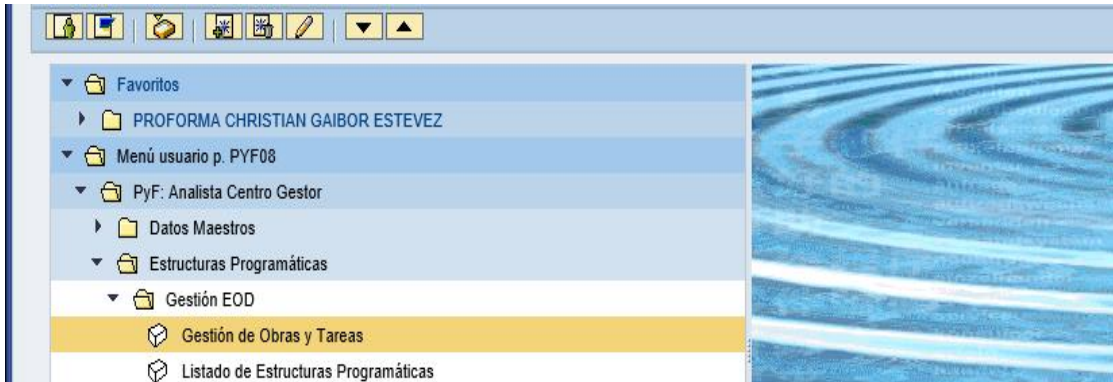 Favoritos
PROFORMA CHRISTIAN GAIBOR ESTEVEZ
Menú usuario p. PYF08
PyF: Analista Centro Gestor
Datos Maestros
Estructuras Programáticas
Gestión EOD
Gestión de Obras y Tareas
Listado de Estructuras Programáticas